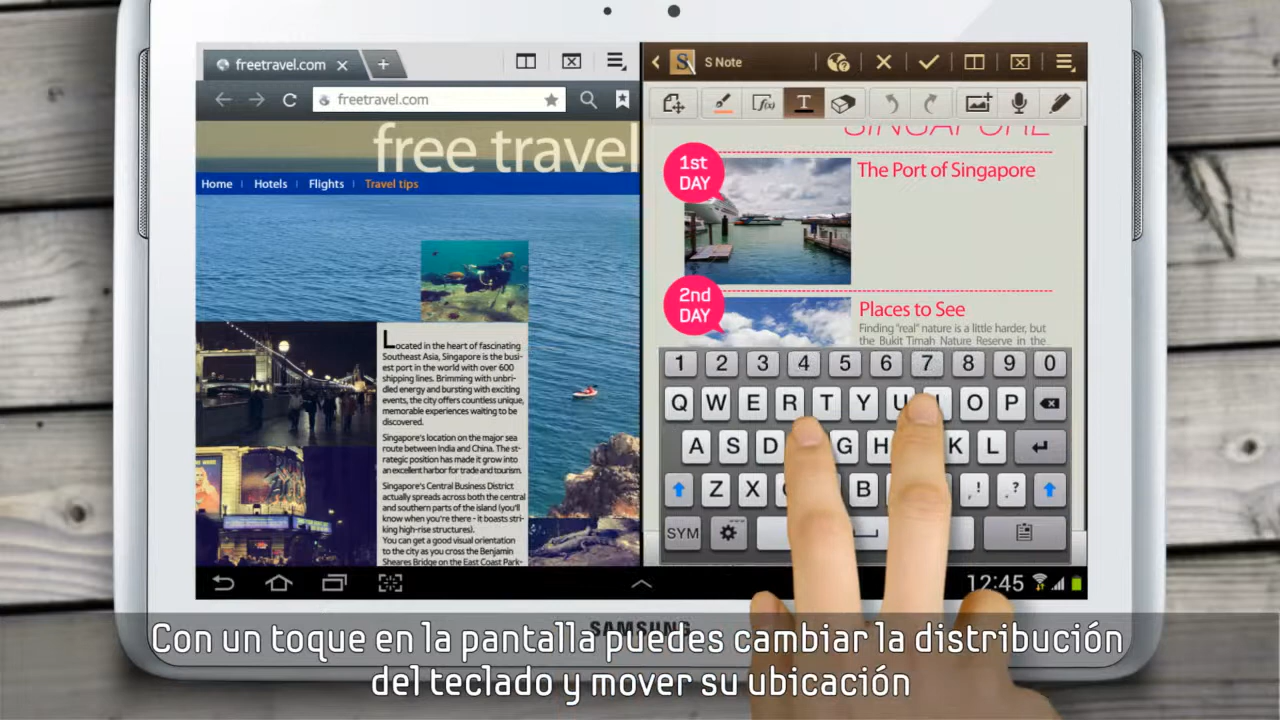 freetravel.com
freetravel.com
free travel
Home
Hotels
Flights
Travel tips
Located in the heart of fascinating
Southeast Asia, Singapore is the busi-
est port in the world with over 600
shipping lines. Brimming with unbri-
dled energy and bursting with exciting
events, the city offers countless unique,
memorable experiences waiting to be
discovered.
Singapore's location on the major sea
route between India and China. The st-
rategic position has made it grow into
an excellent harbor for trade and tourism.
Singapore's Central Business District
actually spreads across both the central
and southern parts of the island (you'll
know when you're there - it boasts stri-
king high-rise structures).
You can get a good visual orientation
to the city as you cross the Benjamin
Sheares Bridge on the East Coast Park-
S Note
f(x)
T
SINGAPORE
1st
DAY
The Port of Singapore
2nd
DAY
Places to See
Finding "real" nature is a little harder, but
the Bukit Timah Nature Reserve in the
1 2 3 4 5 6 7 8 9 0
Q W E R T Y U O P
A S D G H K L
Z X B ! ?
SYM
12:45
SAMSUNG
Con un toque en la pantalla puedes cambiar la distribución
del teclado y mover su ubicación